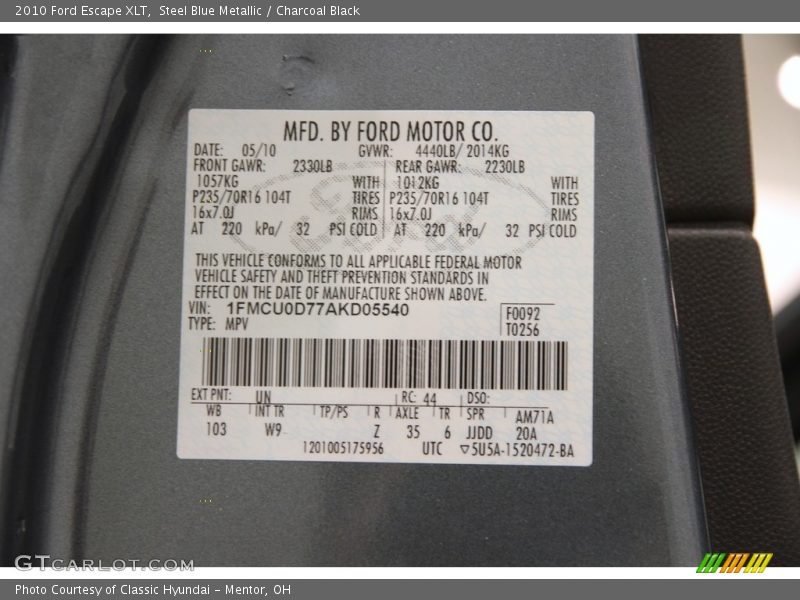 2010 Ford Escape XLT, Steel Blue Metallic / Charcoal Black
MFD. BY FORD MOTOR CO.
DATE: 05/10 GVWR: 4440LB/ 2014KG
FRONT GAWR: 2330LB REAR GAWR: 2230LB
1057KG WITH 1012KG WITH
P235/70R16 104T TIRES P235/70R16 104T TIRES
16x7.0J RIMS 16x7.0J RIMS
AT 220 kPa/ 32 PSI COLD AT 220 kPa/ 32 PSI COLD
THIS VEHICLE CONFORMS TO ALL APPLICABLE FEDERAL MOTOR
VEHICLE SAFETY AND THEFT PREVENTION STANDARDS IN
EFFECT ON THE DATE OF MANUFACTURE SHOWN ABOVE.
VIN: 1FMCU0D77AKD05540 F0092
TYPE: MPV T0256
EXT PNT: UN RC: 44 DSO:
WB INT TR TP/PS R AXLE TR SPR AM71A
103 W9 Z 35 6 JJDD 20A
1201005175956 UTC ▽5U5A-1520472-BA
GTCARLOT.COM
Photo Courtesy of Classic Hyundai - Mentor, OH